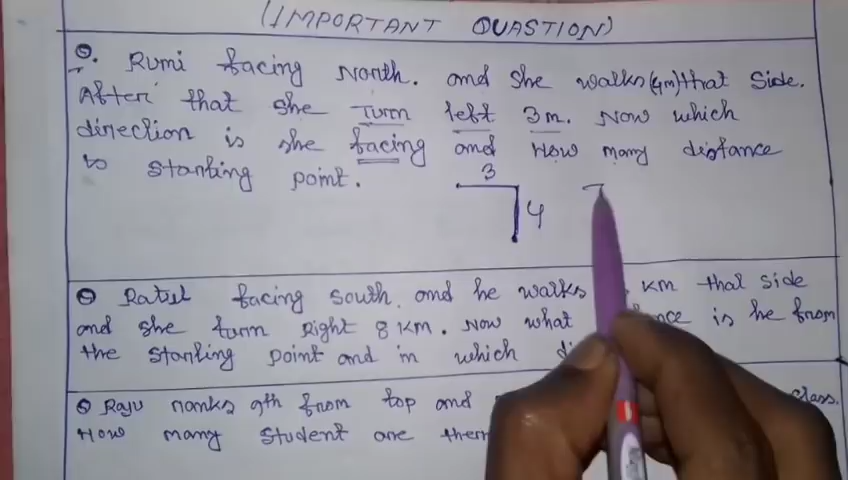 (IMPORTANT QUASTION)
Q. Rumi facing North. and she walks (4m) that side.
After that she Turn left 3m. Now which
direction is she facing and How many distance
is starting point.
3
4
Q Ratul facing south. and he walks KM that side
and she turn Right 8 KM. Now what is he from
the starting point and in which
Q Raju ranks 9th from top and class.
How many student are